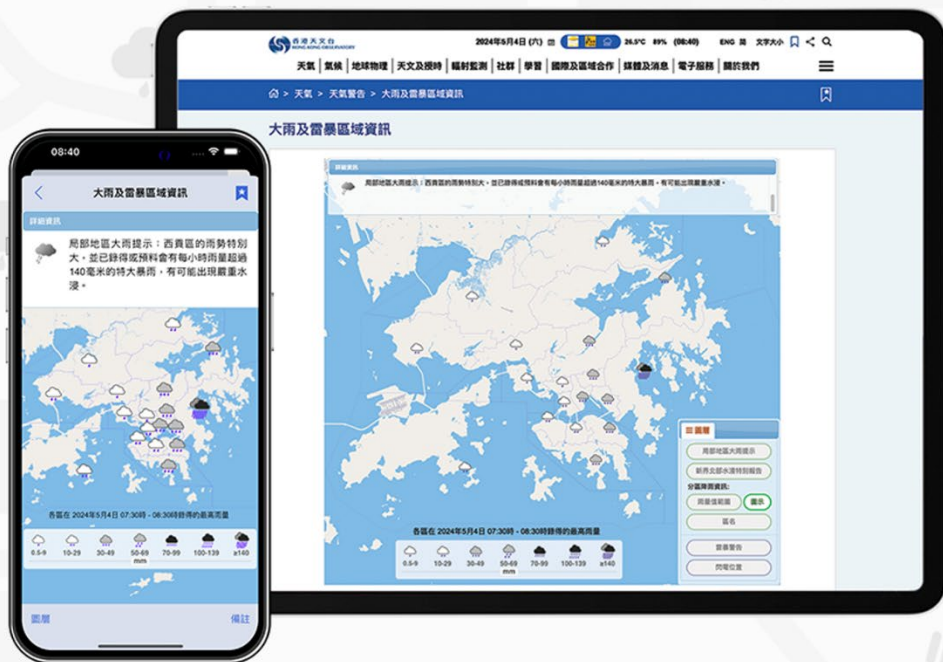 08:40
大雨及雷暴區域資訊
詳細資訊
局部地區大雨提示：西貢區的雨勢特別
大，並已錄得或預料會有每小時雨量超過
140毫米的特大暴雨，有可能出現嚴重水
浸。
各區在 2024年5月4日 07:30時 - 08:30時錄得的最高雨量
0.5-9 10-29 30-49 50-69 70-99 100-139 ≥140
mm
圖層 備註
香港天文台
HONG KONG OBSERVATORY
2024年5月4日 (六) 26.5°C 89% (08:40) ENG 简 文字大小
天氣 | 氣候 | 地球物理 | 天文及授時 | 輻射監測 | 社群 | 學習 | 國際及區域合作 | 媒體及消息 | 電子服務 | 關於我們
> 天氣 > 天氣警告 > 大雨及雷暴區域資訊
大雨及雷暴區域資訊
詳細資訊
局部地區大雨提示：西貢區的雨勢特別大，並已錄得或預料會有每小時雨量超過140毫米的特大暴雨，有可能出現嚴重水浸。
圖層
局部地區大雨提示
新界北部水浸特別報告
分區降雨資訊:
雨量值範圍 圖示
區名
雷暴警告
閃電位置
各區在 2024年5月4日 07:30時 - 08:30時錄得的最高雨量
0.5-9 10-29 30-49 50-69 70-99 100-139 ≥140
mm